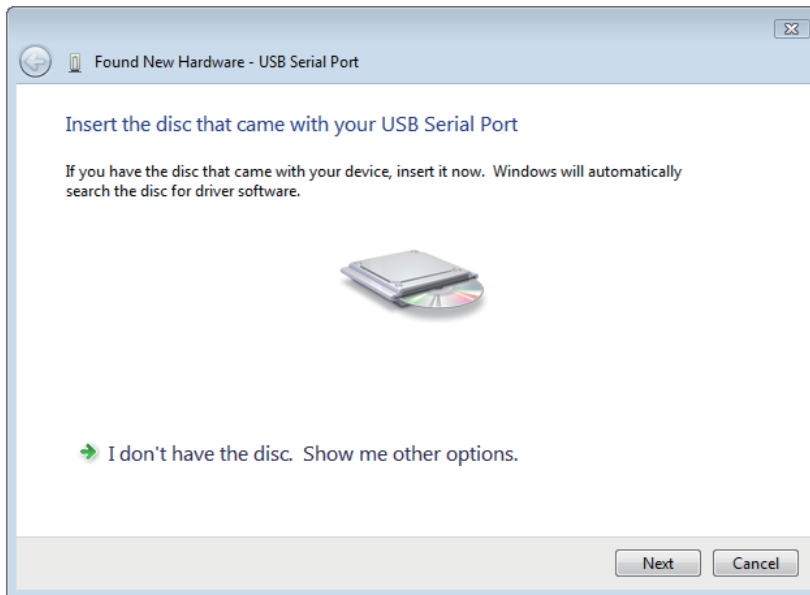 Found New Hardware - USB Serial Port
Insert the disc that came with your USB Serial Port
If you have the disc that came with your device, insert it now.  Windows will automatically
search the disc for driver software.
I don't have the disc.  Show me other options.
Next
Cancel